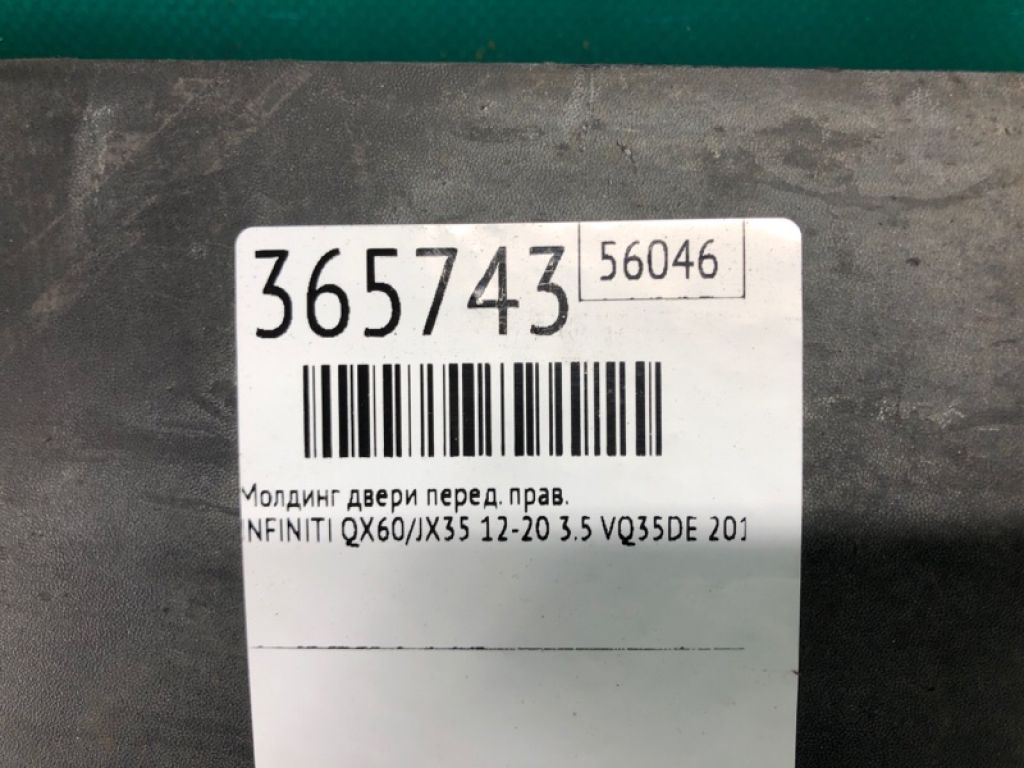 365743 56046
Молдинг двери перед. прав.
INFINITI QX60/JX35 12-20 3.5 VQ35DE 201